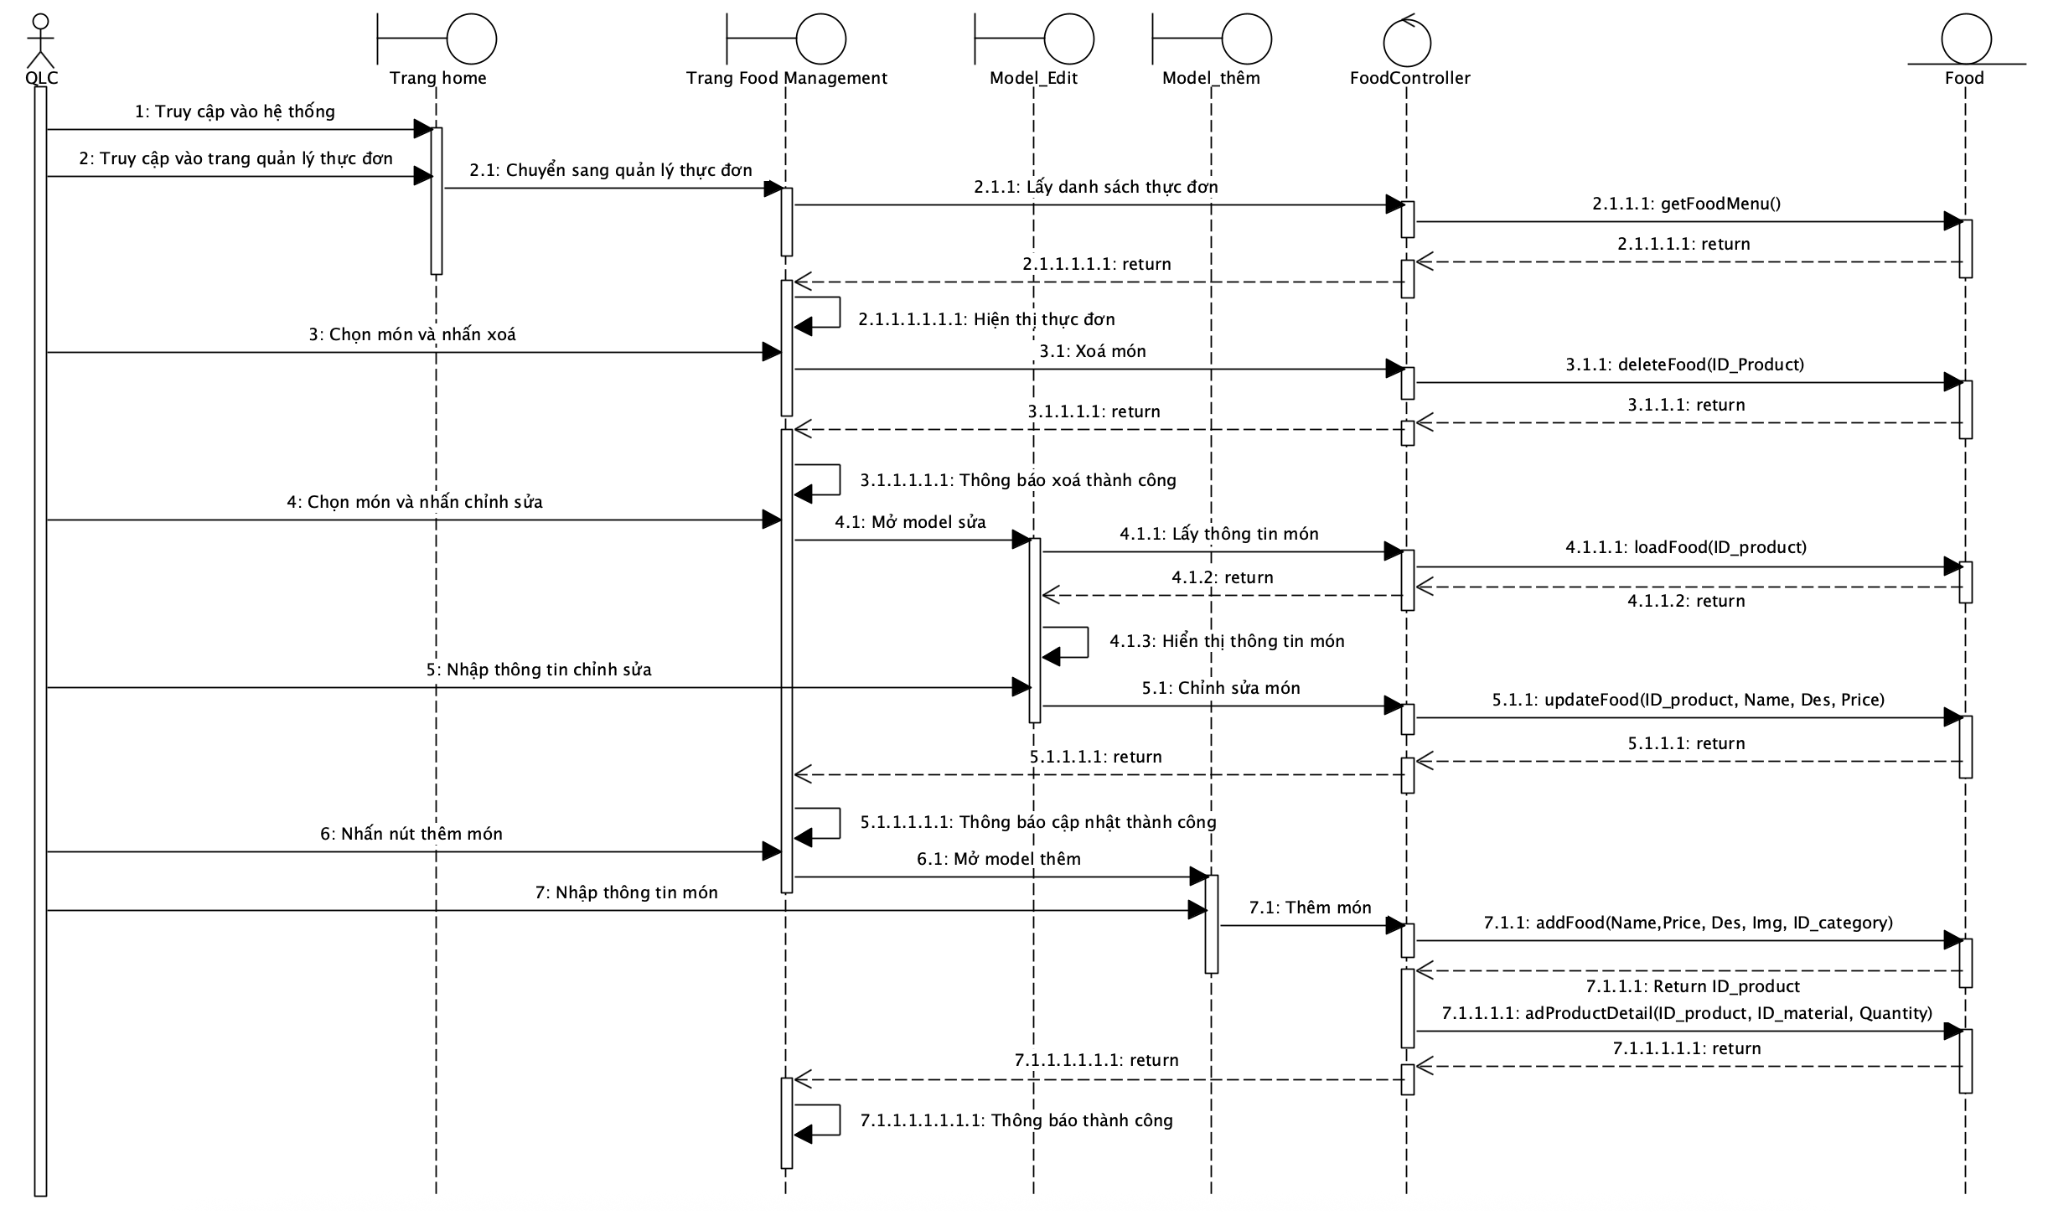 QLC
Trang home
Trang Food Management
Model_Edit
Model_thêm
FoodController
Food
1: Truy cập vào hệ thống
2: Truy cập vào trang quản lý thực đơn
2.1: Chuyển sang quản lý thực đơn
2.1.1: Lấy danh sách thực đơn
2.1.1.1: getFoodMenu()
2.1.1.1.1: return
2.1.1.1.1.1: return
2.1.1.1.1.1.1: Hiện thị thực đơn
3: Chọn món và nhấn xoá
3.1: Xoá món
3.1.1: deleteFood(ID_Product)
3.1.1.1: return
3.1.1.1.1: return
3.1.1.1.1.1: Thông báo xoá thành công
4: Chọn món và nhấn chỉnh sửa
4.1: Mở model sửa
4.1.1: Lấy thông tin món
4.1.1.1: loadFood(ID_product)
4.1.2: return
4.1.1.2: return
4.1.3: Hiển thị thông tin món
5: Nhập thông tin chỉnh sửa
5.1: Chỉnh sửa món
5.1.1: updateFood(ID_product, Name, Des, Price)
5.1.1.1: return
5.1.1.1.1: return
5.1.1.1.1.1: Thông báo cập nhật thành công
6: Nhấn nút thêm món
6.1: Mở model thêm
7: Nhập thông tin món
7.1: Thêm món
7.1.1: addFood(Name,Price, Des, Img, ID_category)
7.1.1.1: Return ID_product
7.1.1.1.1: adProductDetail(ID_product, ID_material, Quantity)
7.1.1.1.1.1: return
7.1.1.1.1.1.1: return
7.1.1.1.1.1.1.1: Thông báo thành công